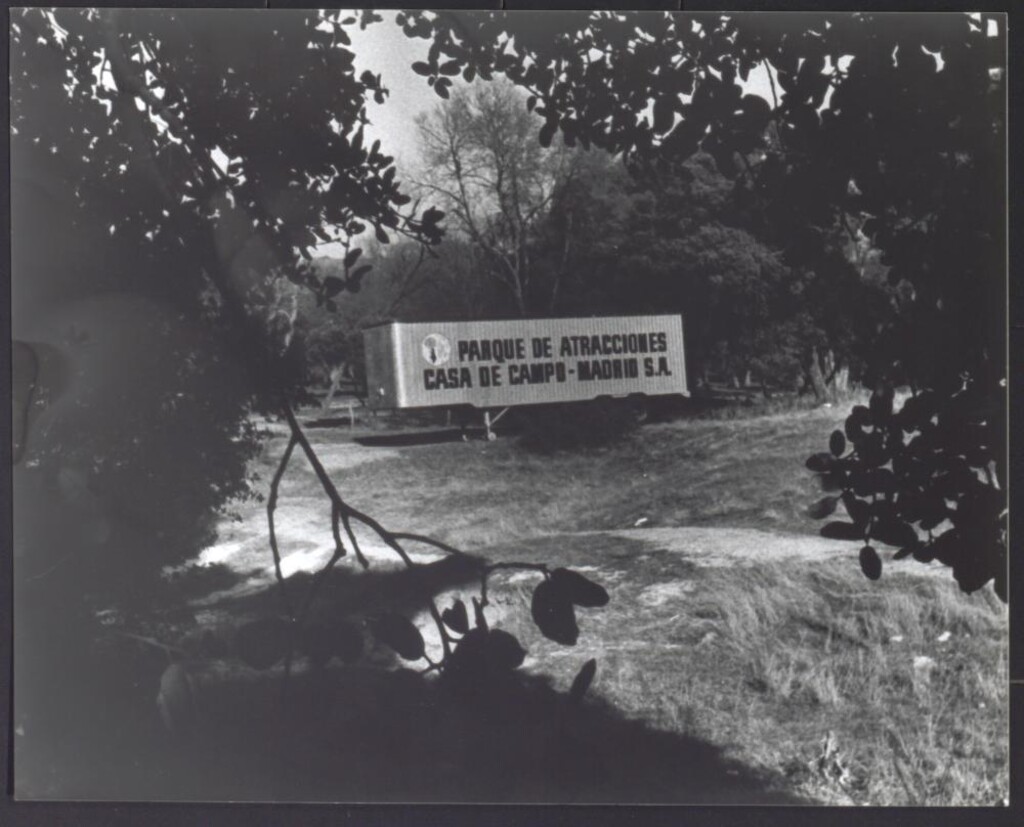 PARQUE DE ATRACCIONES
CASA DE CAMPO-MADRID S.A.